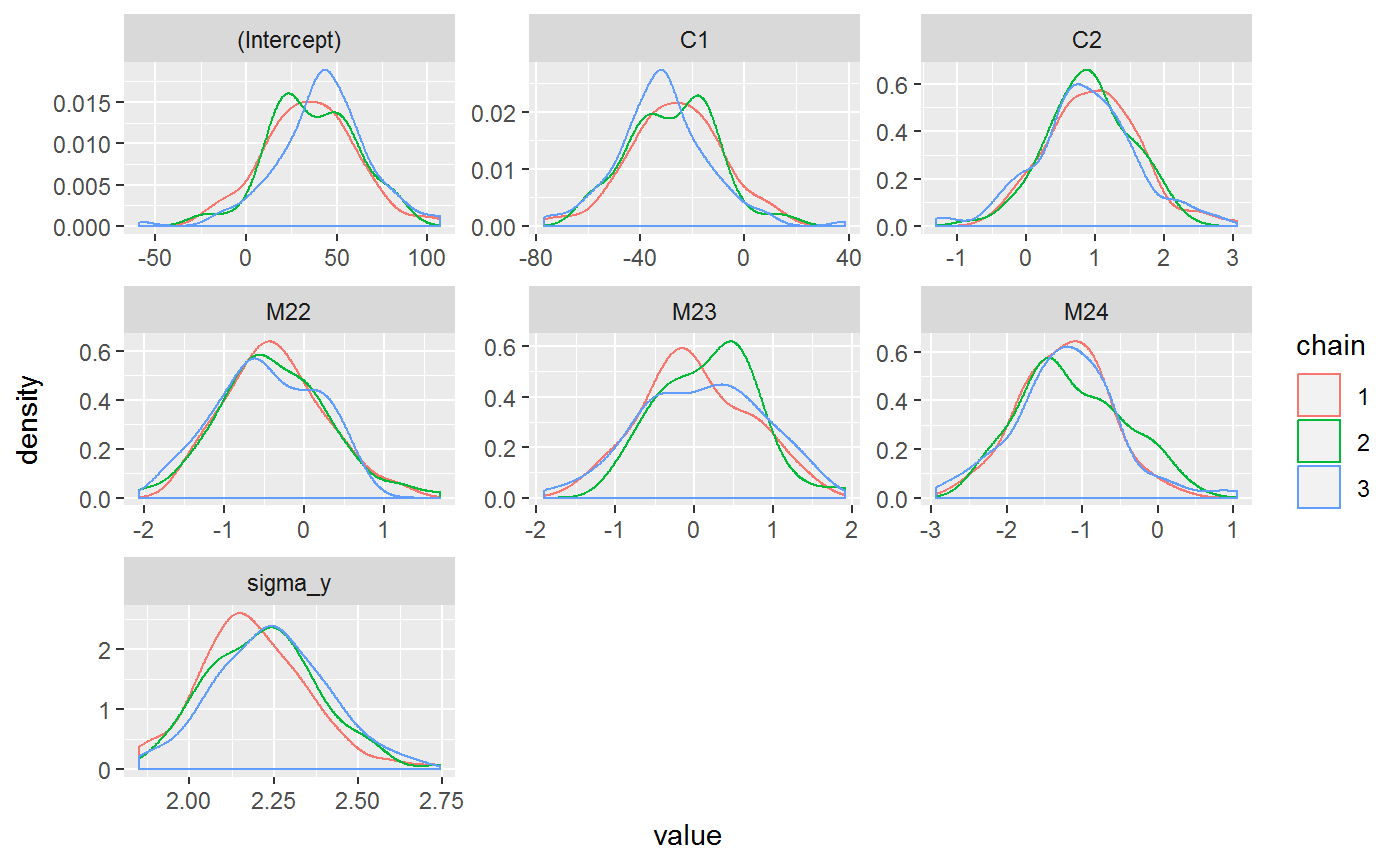 (Intercept) C1 C2
0.015 0.010 0.005 0.000
-50 0 50 100
0.02 0.01 0.00
-80 -40 0 40
0.6 0.4 0.2 0.0
-1 0 1 2 3
M22 M23 M24
0.6 0.4 0.2 0.0
-2 -1 0 1
0.6 0.4 0.2 0.0
-2 -1 0 1 2
0.6 0.4 0.2 0.0
-3 -2 -1 0 1
sigma_y
2 1 0
2.00 2.25 2.50 2.75
density
value
chain
1
2
3